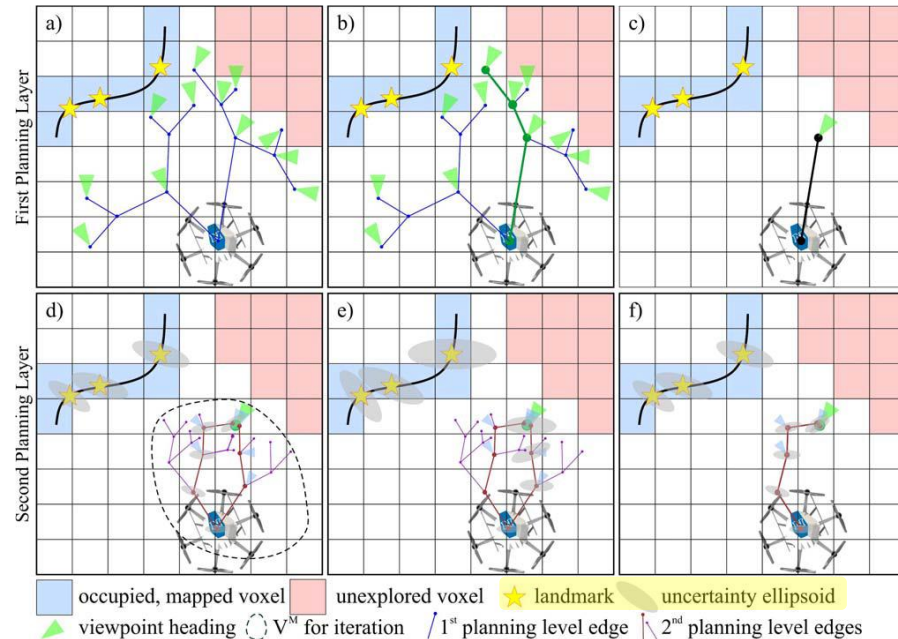 a)
b)
c)
First Planning Layer
d)
e)
f)
Second Planning Layer
occupied, mapped voxel
unexplored voxel
landmark
uncertainty ellipsoid
viewpoint heading
V^M for iteration
1st planning level edge
2nd planning level edges